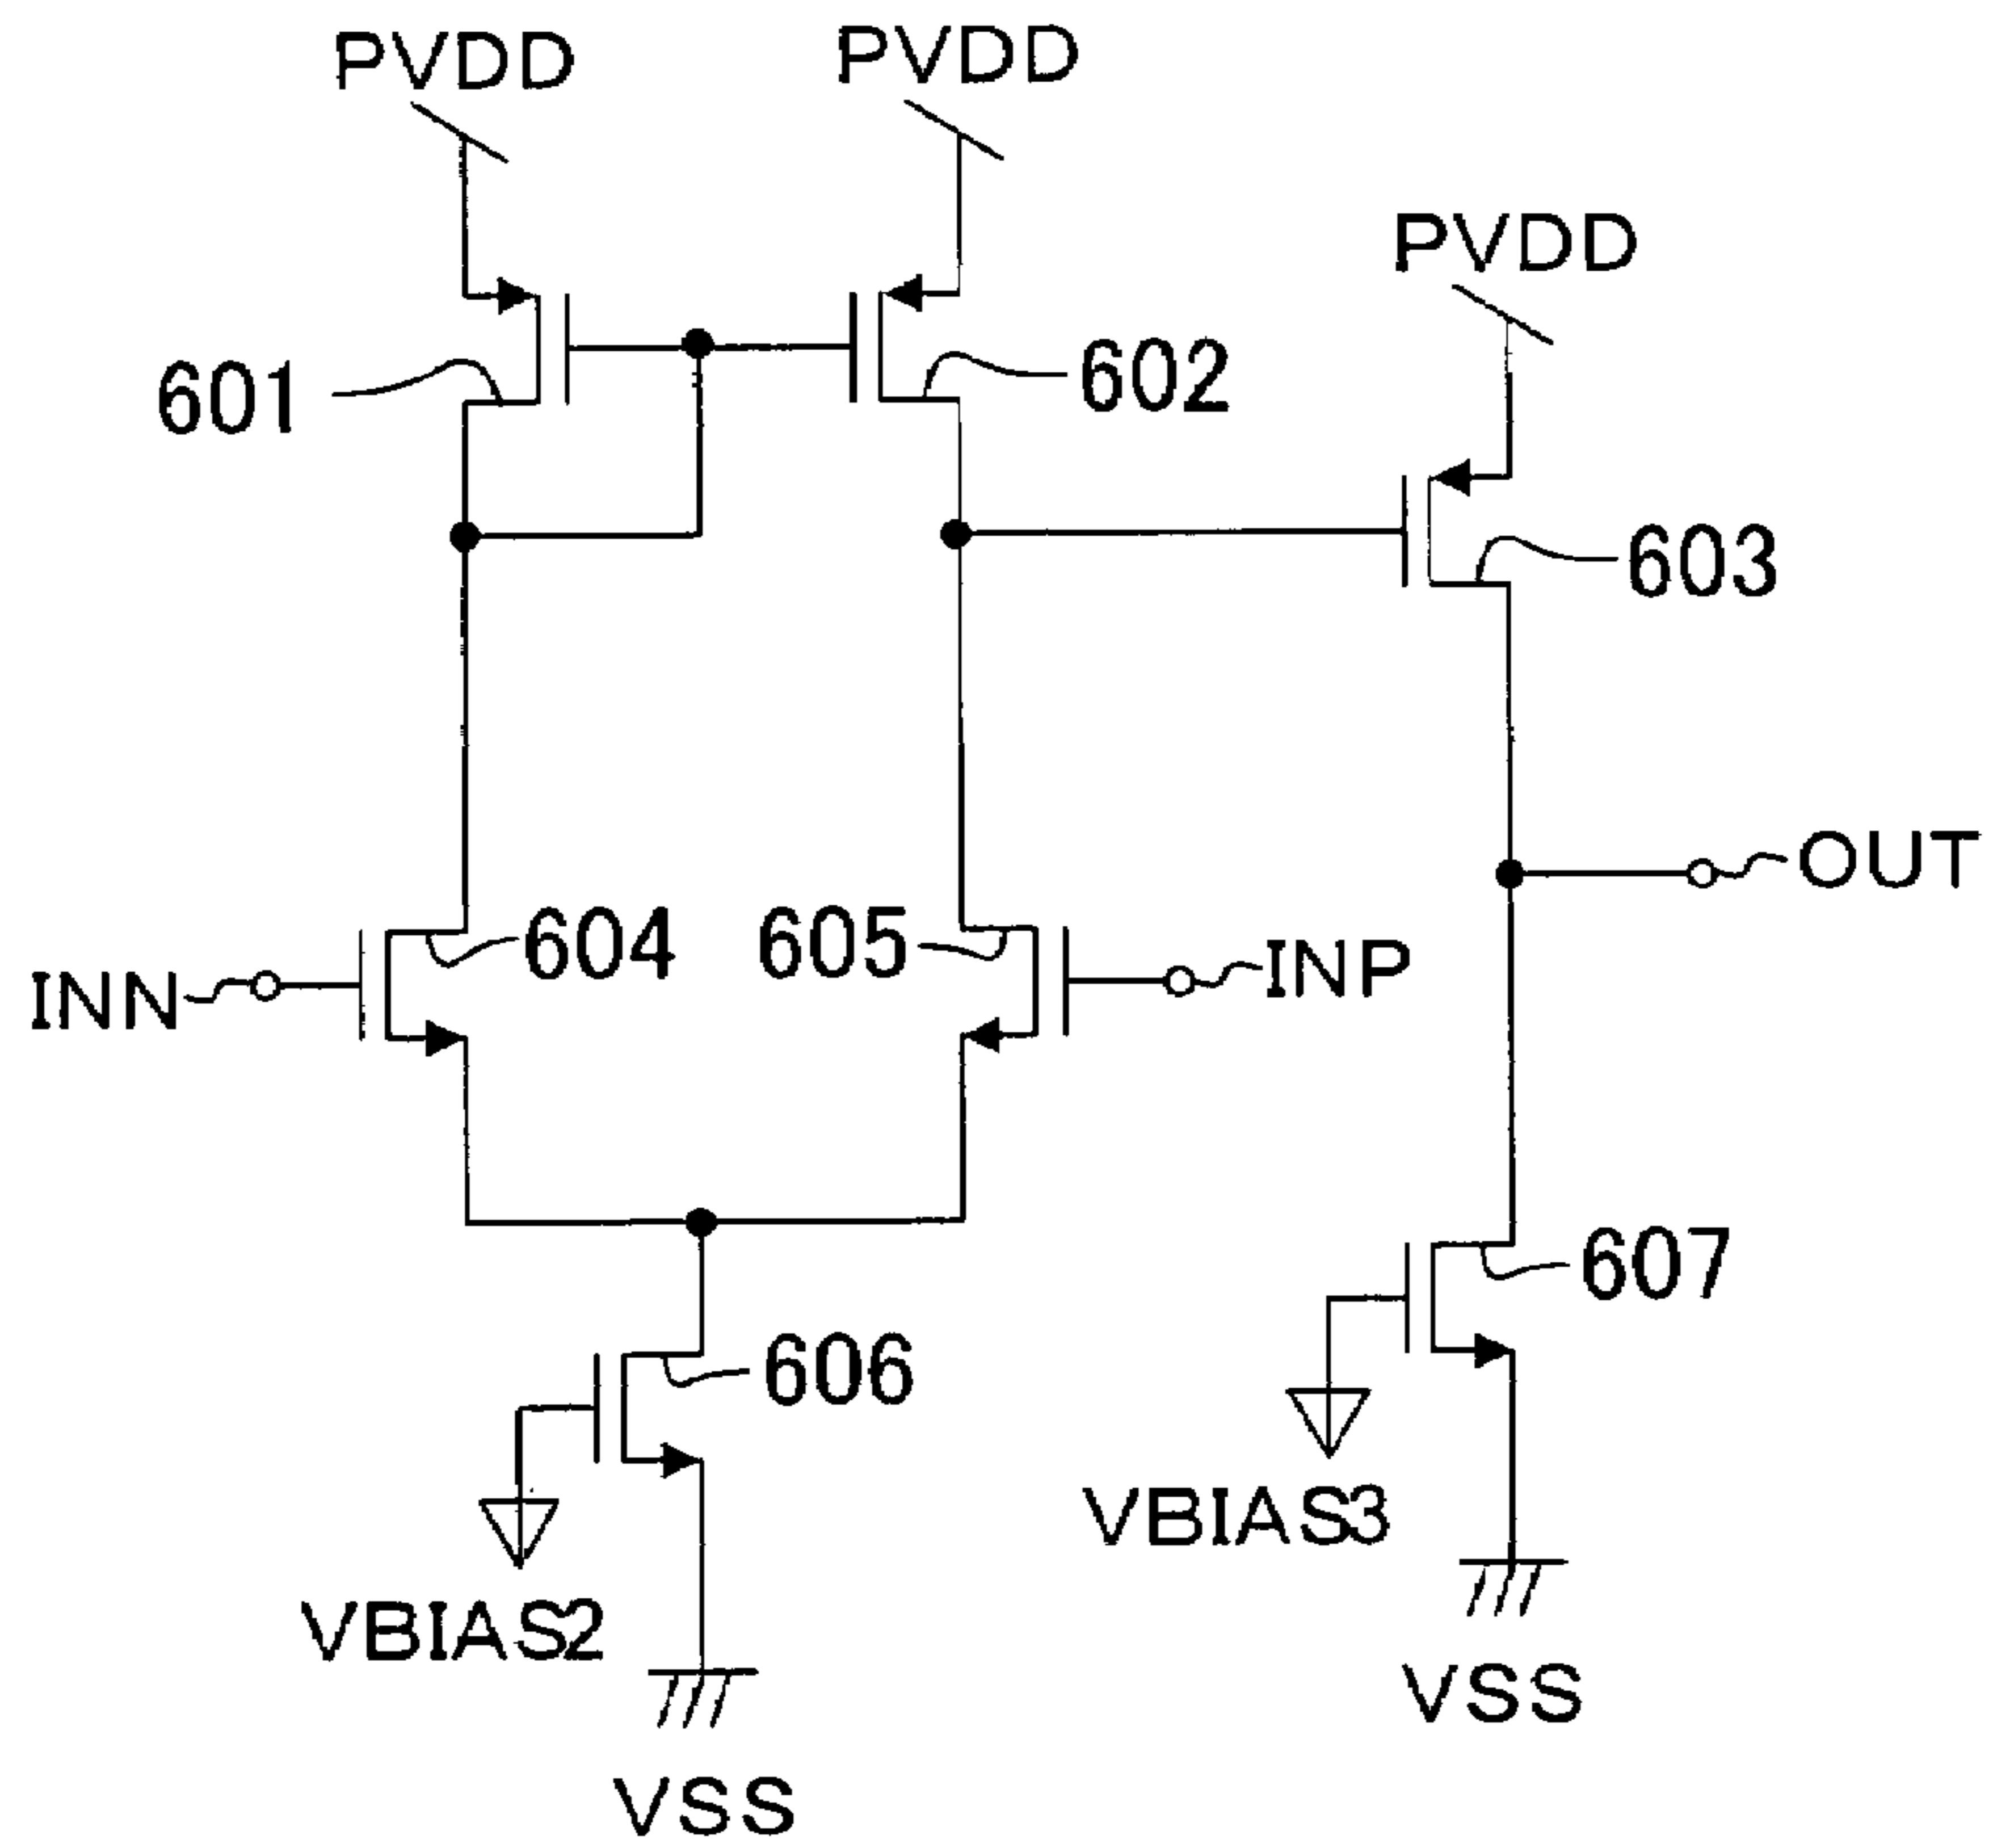 PVDD
PVDD
PVDD
601
602
603
OUT
604
605
INN
INP
607
606
VBIAS3
VBIAS2
VSS
VSS